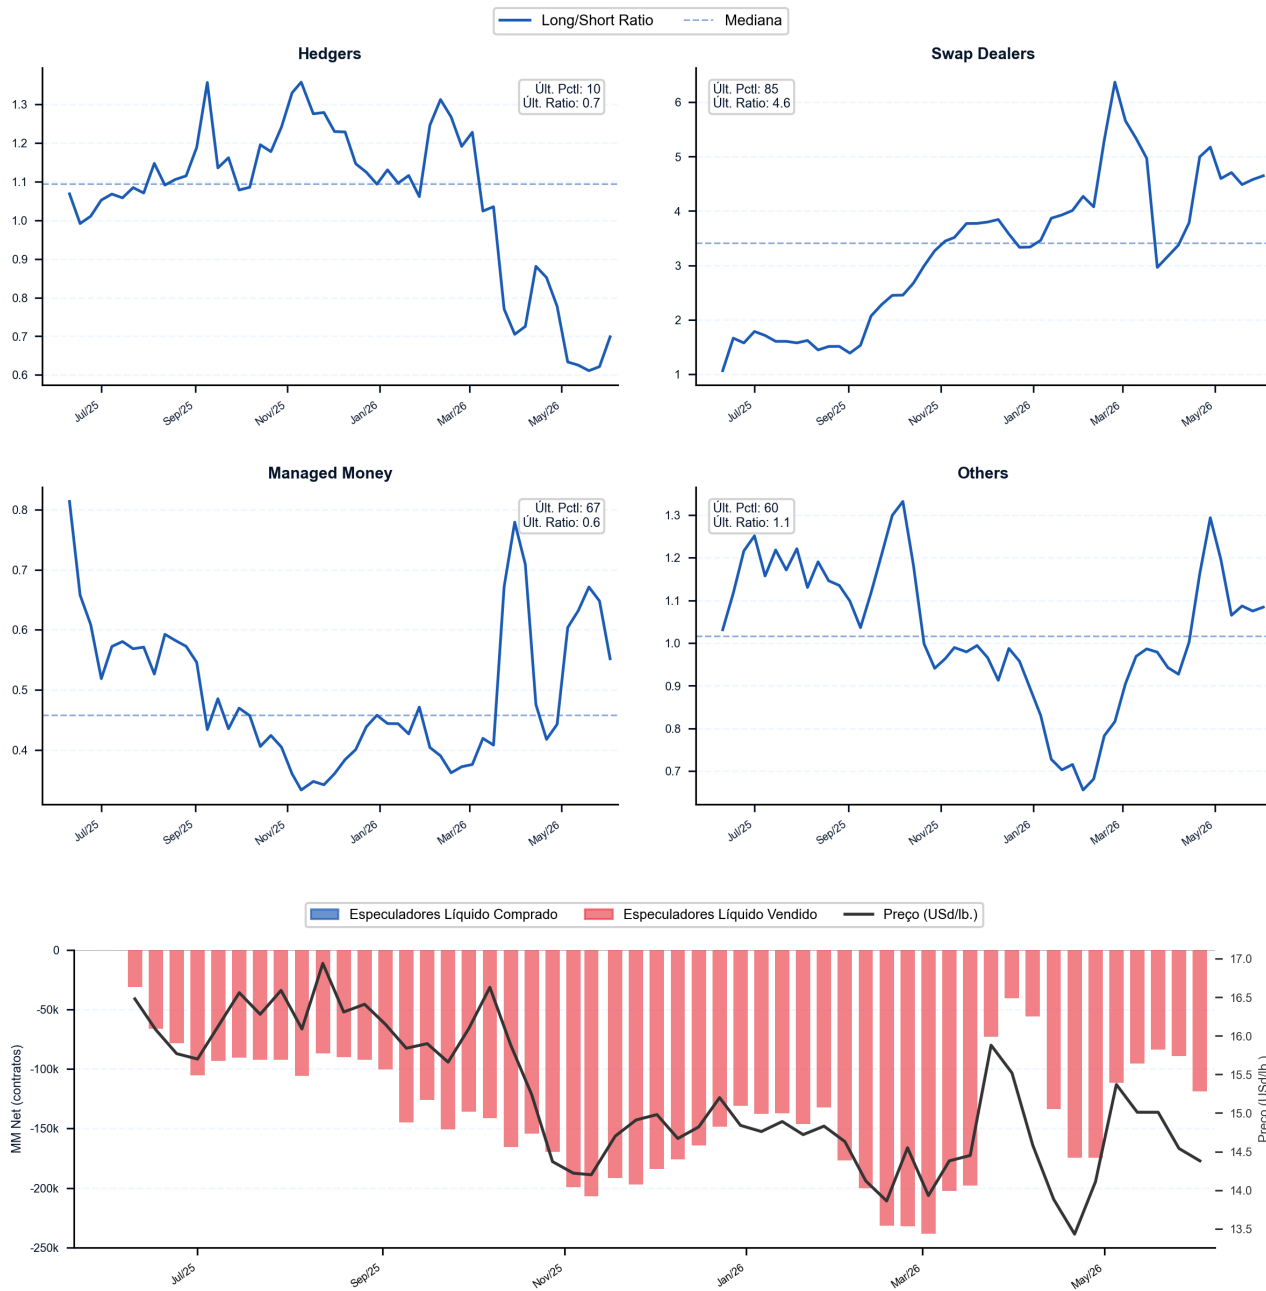 Long/Short Ratio Mediana
Hedgers
Últ. Pctl: 10
Últ. Ratio: 0.7
1.3
1.2
1.1
1.0
0.9
0.8
0.7
0.6
Jul/25 Sep/25 Nov/25 Jan/26 Mar/26 May/26
Swap Dealers
Últ. Pctl: 85
Últ. Ratio: 4.6
6
5
4
3
2
1
Jul/25 Sep/25 Nov/25 Jan/26 Mar/26 May/26
Managed Money
Últ. Pctl: 67
Últ. Ratio: 0.6
0.8
0.7
0.6
0.5
0.4
Jul/25 Sep/25 Nov/25 Jan/26 Mar/26 May/26
Others
Últ. Pctl: 60
Últ. Ratio: 1.1
1.3
1.2
1.1
1.0
0.9
0.8
0.7
Jul/25 Sep/25 Nov/25 Jan/26 Mar/26 May/26
Especuladores Líquido Comprado Especuladores Líquido Vendido Preço (USd/lb.)
MM Net (contratos)
0
-50k
-100k
-150k
-200k
-250k
17.0
16.5
16.0
15.5
15.0
14.5
14.0
13.5
Preço (USd/lb.)
Jul/25 Sep/25 Nov/25 Jan/26 Mar/26 May/26